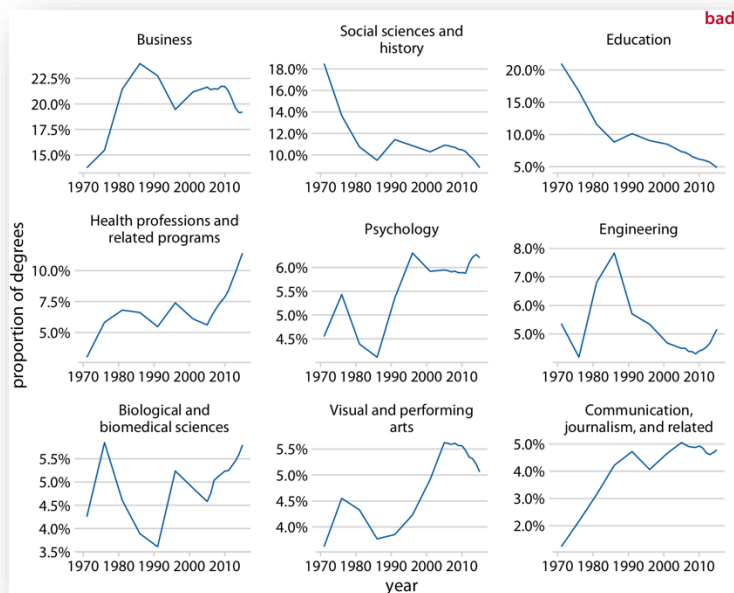 bad
Business
22.5%
20.0%
17.5%
15.0%
1970 1980 1990 2000 2010
Social sciences and
history
18.0%
16.0%
14.0%
12.0%
10.0%
1970 1980 1990 2000 2010
Education
20.0%
15.0%
10.0%
5.0%
1970 1980 1990 2000 2010
proportion of degrees
Health professions and
related programs
10.0%
7.5%
5.0%
1970 1980 1990 2000 2010
Psychology
6.0%
5.5%
5.0%
4.5%
1970 1980 1990 2000 2010
Engineering
8.0%
7.0%
6.0%
5.0%
1970 1980 1990 2000 2010
Biological and
biomedical sciences
5.5%
5.0%
4.5%
4.0%
3.5%
1970 1980 1990 2000 2010
Visual and performing
arts
5.5%
5.0%
4.5%
4.0%
1970 1980 1990 2000 2010
Communication,
journalism, and related
5.0%
4.0%
3.0%
2.0%
1970 1980 1990 2000 2010
year